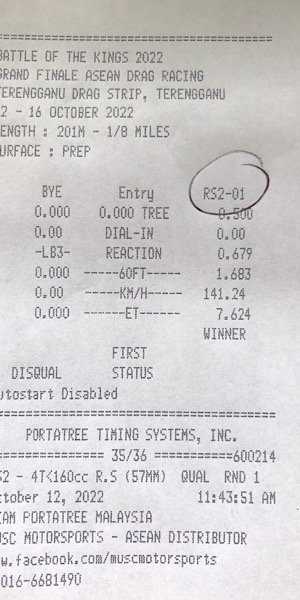 BATTLE OF THE KINGS 2022
GRAND FINALE ASEAN DRAG RACING
TERENGGANU DRAG STRIP, TERENGGANU
2 - 16 OCTOBER 2022
ENGTH : 201M - 1/8 MILES
URFACE : PREP
BYE Entry RS2-01
0.000 0.000 TREE 0.500
0.00 DIAL-IN 0.00
-LB3- REACTION 0.679
0.000 ------60FT----- 1.683
0.00 ------KM/H------ 141.24
0.000 ------ET----- 7.624
WINNER
FIRST
DISQUAL STATUS
utostart Disabled
PORTATREE TIMING SYSTEMS, INC.
================ 35/36 ===========600214
S2 - 4T<160cc R.S (57MM) QUAL RND 1
ctober 12, 2022 11:43:51 AM
EAM PORTATREE MALAYSIA
USC MOTORSPORTS - ASEAN DISTRIBUTOR
w.facebook.com/muscmotorsports
016-6681490